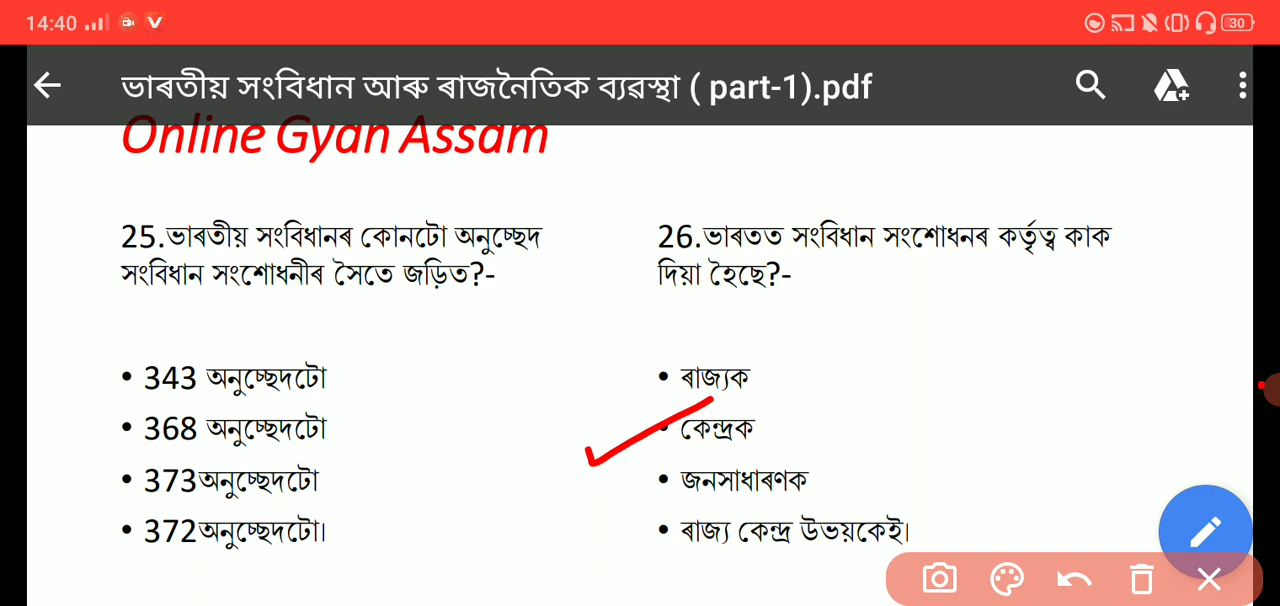 14:40
30
ভাৰতীয় সংবিধান আৰু ৰাজনৈতিক ব্যৱস্থা ( part-1).pdf
Online Gyan Assam
25.ভাৰতীয় সংবিধানৰ কোনটো অনুচ্ছেদ
সংবিধান সংশোধনীৰ সৈতে জড়িত?-
• 343 অনুচ্ছেদটো
• 368 অনুচ্ছেদটো
• 373অনুচ্ছেদটো
• 372অনুচ্ছেদটো।
26.ভাৰতত সংবিধান সংশোধনৰ কৰ্তৃত্ব কাক
দিয়া হৈছে?-
• ৰাজ্যক
• কেন্দ্ৰক
• জনসাধাৰণক
• ৰাজ্য কেন্দ্ৰ উভয়কেই।